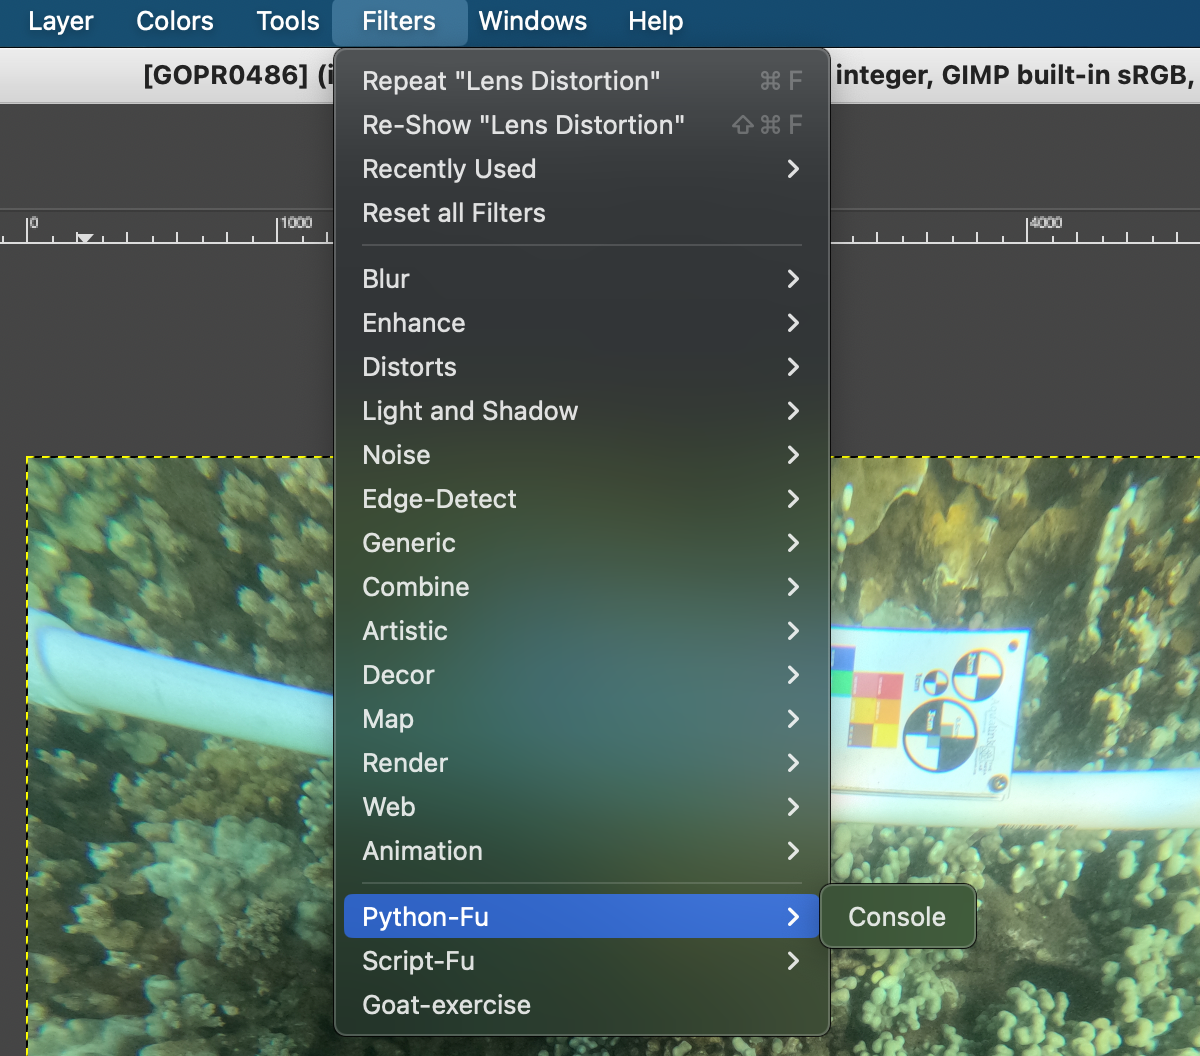 Layer Colors Tools Filters Windows Help
[GOPR0486] (i integer, GIMP built-in sRGB,
Repeat "Lens Distortion" ⌘ F
Re-Show "Lens Distortion" ⇧ ⌘ F
Recently Used
Reset all Filters
0 1000 4000
Blur
Enhance
Distorts
Light and Shadow
Noise
Edge-Detect
Generic
Combine
Artistic
Decor
Map
Render
Web
Animation
Python-Fu
Console
Script-Fu
Goat-exercise